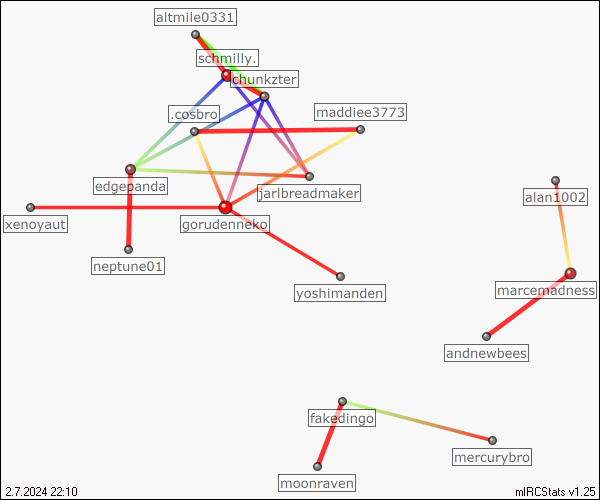 altmile0331
schmilly.
chunkzter
.cosbro
maddiee3773
edgepanda
jarlbreadmaker
alan1002
xenoyaut
gorudenneko
neptune01
yoshimanden
marcemadness
andnewbees
fakedingo
mercurybro
moonraven
2.7.2024 22:10
mIRCStats v1.25